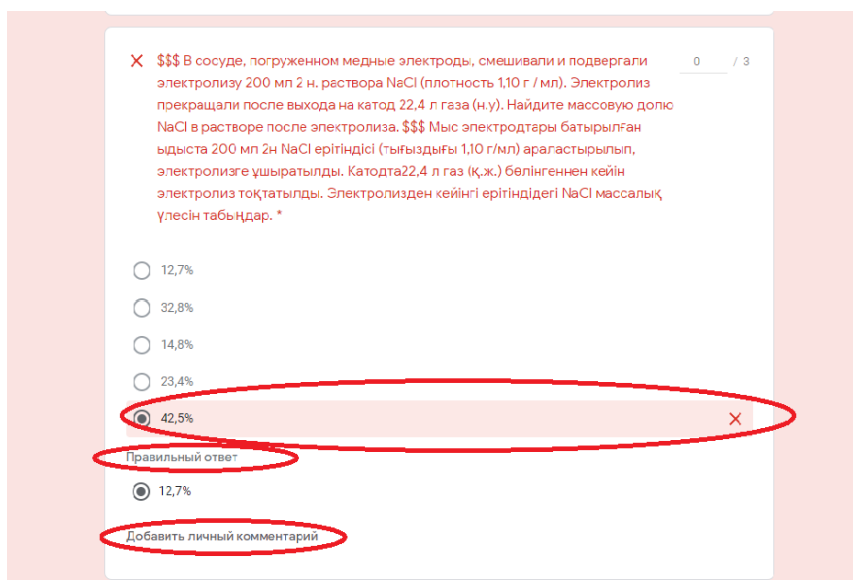 $$$ В сосуде, погруженном медные электроды, смешивали и подвергали
0 / 3
электролизу 200 мл 2 н. раствора NaCl (плотность 1,10 г / мл). Электролиз
прекращали после выхода на катод 22,4 л газа (н.у). Найдите массовую долю
NaCl в растворе после электролиза. $$$ Мыс электродтары батырылған
ыдыста 200 мл 2н NaCl ерітіндісі (тығыздығы 1,10 г/мл) араластырылып,
электролизге ұшыратылды. Катодта22,4 л газ (қ.ж.) бөлінгеннен кейін
электролиз тоқтатылды. Электролизден кейінгі ерітіндідегі NaCl массалық
үлесін табыңдар. *
12,7%
32,8%
14,8%
23,4%
42,5%
Правильный ответ
12,7%
Добавить личный комментарий